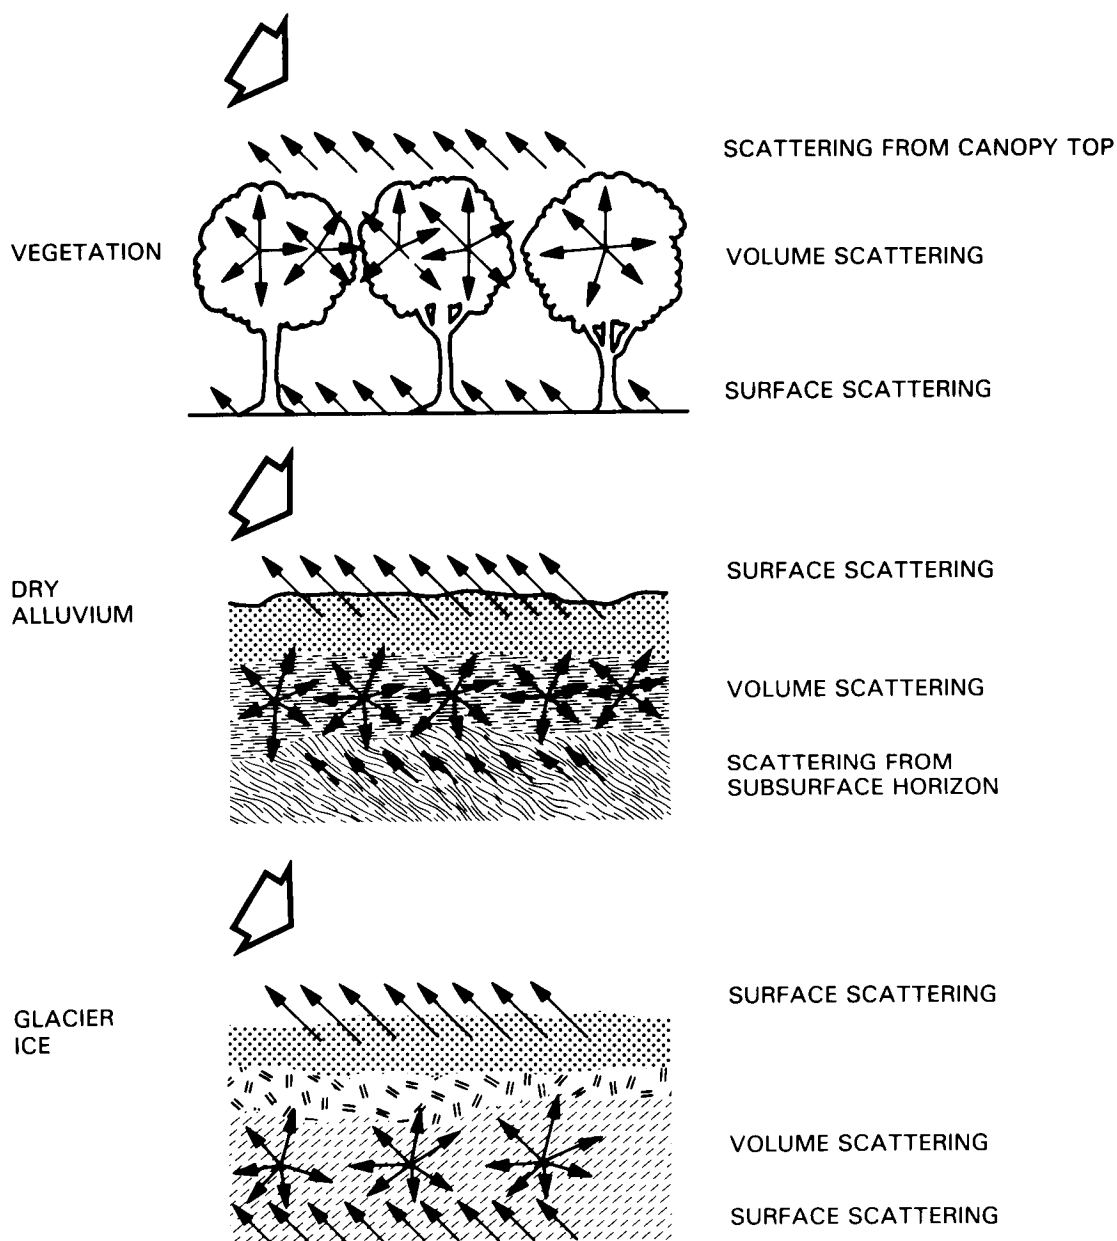 SCATTERING FROM CANOPY TOP
VEGETATION
VOLUME SCATTERING
SURFACE SCATTERING
DRY
ALLUVIUM
SURFACE SCATTERING
VOLUME SCATTERING
SCATTERING FROM
SUBSURFACE HORIZON
GLACIER
ICE
SURFACE SCATTERING
VOLUME SCATTERING
SURFACE SCATTERING